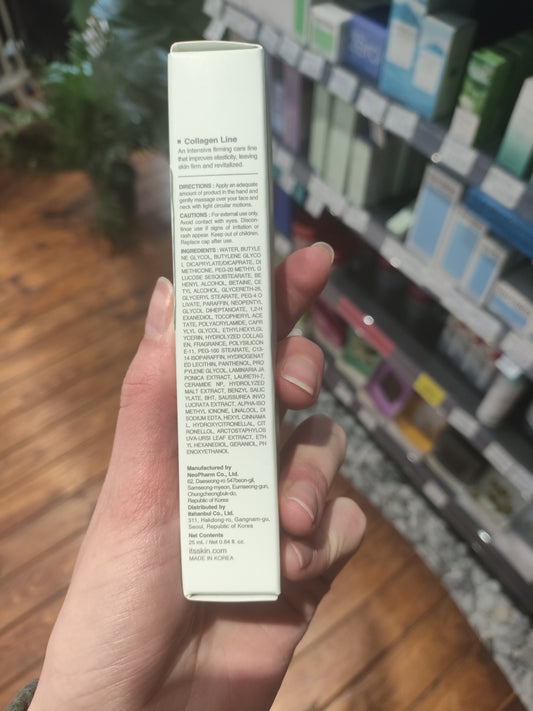 Collagen Line
An intensive firming care line
that improves elasticity, leaving
skin firm and revitalized.
DIRECTIONS : Apply an adequate
amount of product in the hand and
gently message over your face and
neck with light circular motions.
CAUTIONS : For external use only.
Avoid contact with eyes. Discon-
tinue use if signs of irritation or
rash appear. Keep out of children.
Replace cap after use.
INGREDIENTS : WATER, BUTYLE
NE GLYCOL, BUTYLENE GLYCO
L DICAPRYLATE/DICAPRATE, DI
METHICONE, PEG-20 METHYL G
LUCOSE SESQUISTEARATE, BE
HENYL ALCOHOL, BETAINE, CE
TYL ALCOHOL, GLYCERETH-26,
GLYCERYL STEARATE, PEG-4 O
LIVATE, PARAFFIN, NEOPENTYL
GLYCOL DIHEPTANOATE, 1,2-H
EXANEDIOL, TOCOPHERYL ACE
TATE, POLYACRYLAMIDE, CAPR
YLYL GLYCOL, ETHYLHEXYLGL
YCERIN, HYDROLYZED COLLAG
EN, FRAGRANCE, POLYSILICON
E-11, PEG-100 STEARATE, C13-
14 ISOPARAFFIN, HYDROGENAT
ED LECITHIN, PANTHENOL, PRO
PYLENE GLYCOL, LAMINARIA JA
PONICA EXTRACT, LAURETH-7,
CERAMIDE NP, HYDROLYZED
MALT EXTRACT, BENZYL SALIC
YLATE, BHT, SAUSSUREA INVO
LUCRATA EXTRACT, ALPHA-ISO
METHYL IONONE, LINALOOL, DI
SODIUM EDTA, HEXYL CINNAMA
L, HYDROXYCITRONELLAL, CIT
RONELLOL, ARCTOSTAPHYLOS
UVA-URSI LEAF EXTRACT, ETH
YL HEXANEDIOL, GERANIOL, PH
ENOXYETHANOL
Manufactured by
NeoPharm Co., Ltd.
62, Daeseong-ro 547beon-gil,
Samseong-myeon, Eumseong-gun,
Chungcheongbuk-do,
Republic of Korea
Distributed by
Itshanbul Co., Ltd.
311, Hakdong-ro, Gangnam-gu,
Seoul, Republic of Korea
Net Contents
25 mL / Net 0.84 fl. oz
itsskin.com
MADE IN KOREA